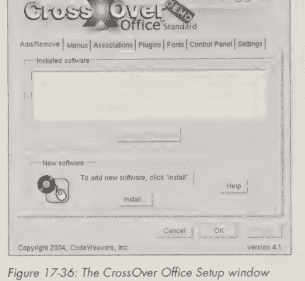 CrossOver DEMO
Office Standard
Add/Remove Menus Associations Plugins Fonts Control Panel Settings
Installed software
New software
To add new software, click 'Install'.
Install...
Help
Cancel OK
Copyright 2004, CodeWeavers, Inc. version 4.1
Figure 17-36: The CrossOver Office Setup window